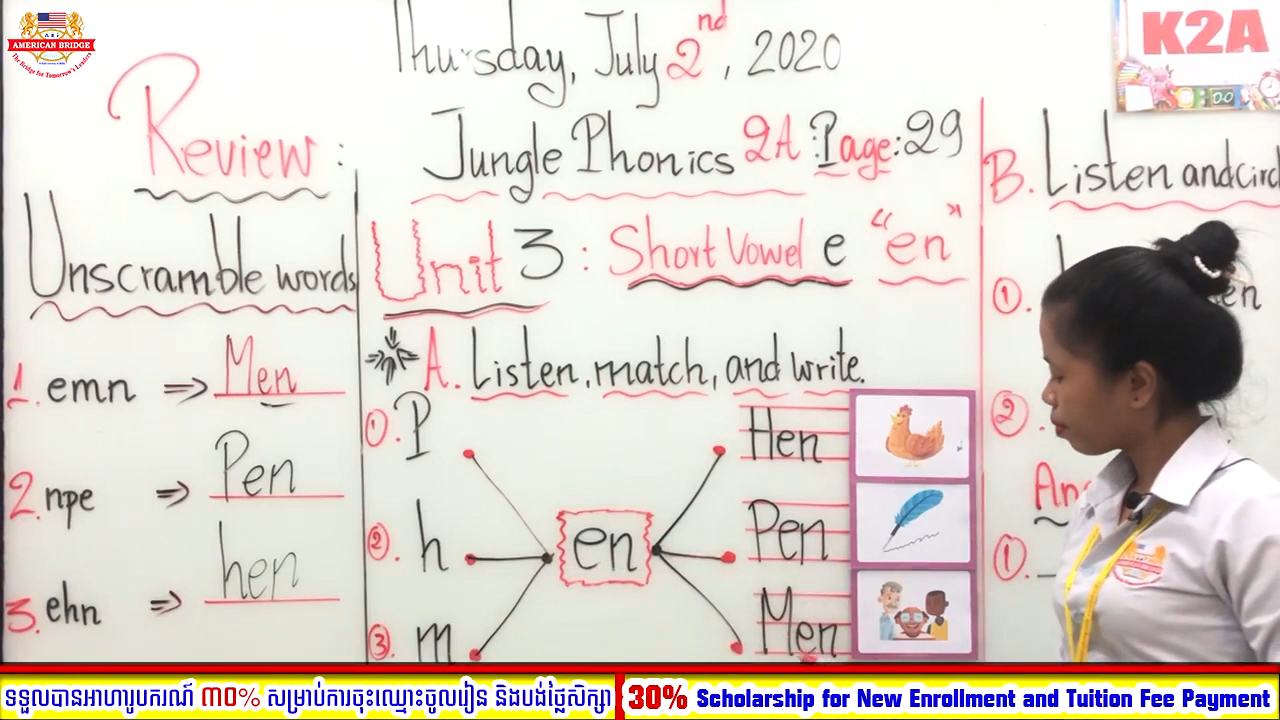 AMERICAN BRIDGE
The Bridge for Tomorrow's Leaders
K2A
Thursday, July 2nd, 2020
Review:
Jungle Phonics 2A Page:29
Unscramble words
Unit 3 : Short Vowel e "en"
1. emn ⇒ Men
2. npe ⇒ Pen
3. ehn ⇒ hen
A. Listen, match, and write.
① . P
② . h
③ . m
en
Hen
Pen
Men
B. Listen and circ
① . en
② .
An
① .
ទទួលបានអាហារូបករណ៍ ៣០% សម្រាប់ការចុះឈ្មោះចូលរៀន និងបង់ថ្លៃសិក្សា
30% Scholarship for New Enrollment and Tuition Fee Payment